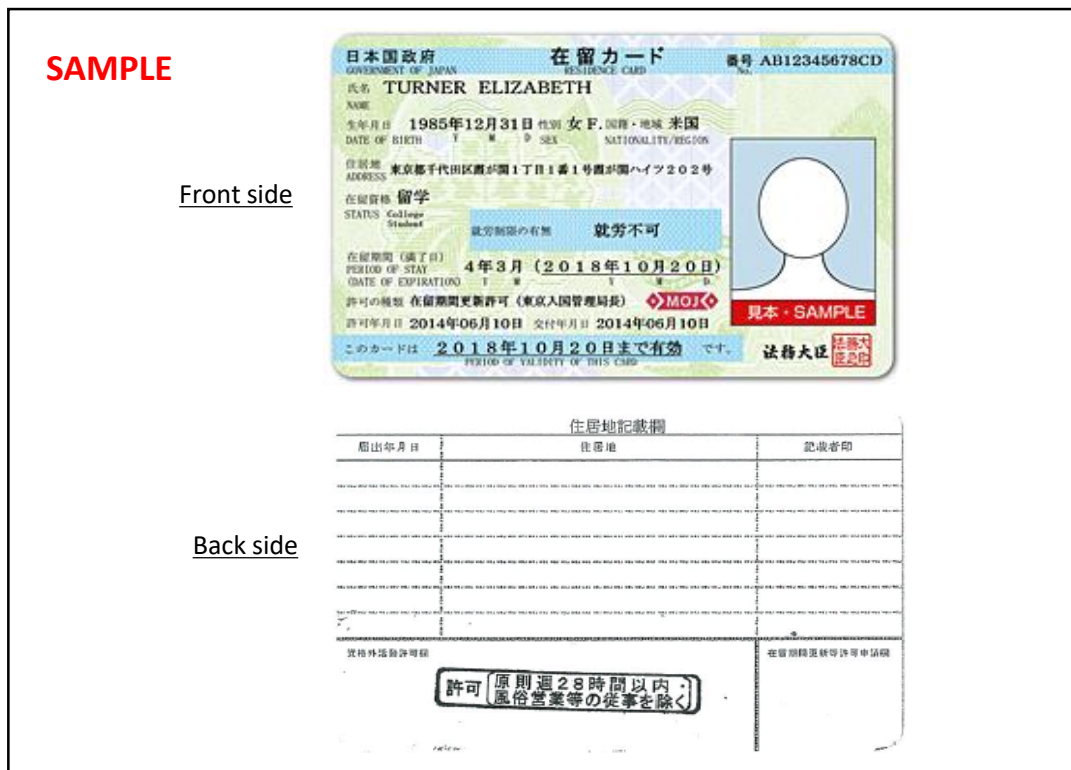 SAMPLE
日本国政府 在留カード 番号 AB12345678CD
GOVERNMENT OF JAPAN RESIDENCE CARD No.
氏名 TURNER ELIZABETH
NAME
生年月日 1985年12月31日 性別 女 F. 国籍・地域 米国
DATE OF BIRTH Y M D SEX NATIONALITY/REGION
住居地 東京都千代田区霞が関1丁目1番1号霞が関ハイツ202号
ADDRESS
Front side
在留資格 留学
STATUS College
Student
就労制限の有無 就労不可
在留期間(満了日)
PERIOD OF STAY 4年3月(2018年10月20日)
(DATE OF EXPIRATION) Y M Y M D
許可の種類 在留期間更新許可(東京入国管理局長) MOJ
見本・SAMPLE
許可年月日 2014年06月10日 交付年月日 2014年06月10日
このカードは 2018年10月20日まで有効 です。
PERIOD OF VALIDITY OF THIS CARD
法務大臣
住居地記載欄
届出年月日 住居地 記載者印
Back side
資格外活動許可欄 在留期間更新等許可申請欄
許可 原則週28時間以内・
風俗営業等の従事を除く